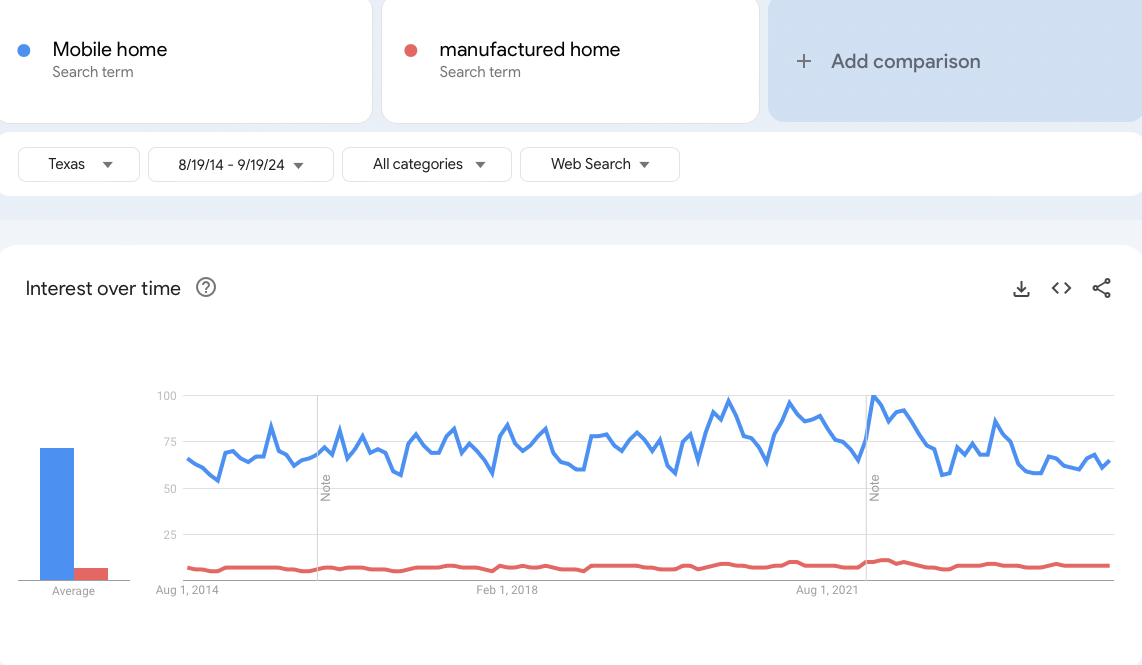 Mobile home
Search term
manufactured home
Search term
+ Add comparison
Texas
8/19/14 - 9/19/24
All categories
Web Search
Interest over time ?
100
75
50
25
Note
Note
Average
Aug 1, 2014
Feb 1, 2018
Aug 1, 2021